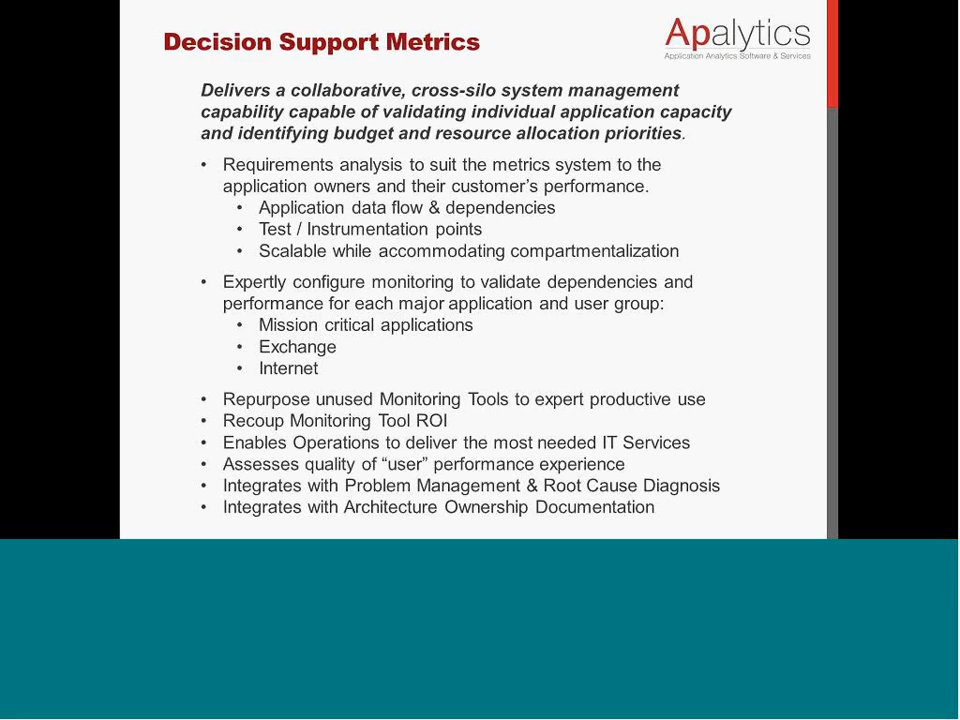 Decision Support Metrics
Apalytics
Application Analytics Software & Services
Delivers a collaborative, cross-silo system management
capability capable of validating individual application capacity
and identifying budget and resource allocation priorities.
• Requirements analysis to suit the metrics system to the
application owners and their customer’s performance.
• Application data flow & dependencies
• Test / Instrumentation points
• Scalable while accommodating compartmentalization
• Expertly configure monitoring to validate dependencies and
performance for each major application and user group:
• Mission critical applications
• Exchange
• Internet
• Repurpose unused Monitoring Tools to expert productive use
• Recoup Monitoring Tool ROI
• Enables Operations to deliver the most needed IT Services
• Assesses quality of “user” performance experience
• Integrates with Problem Management & Root Cause Diagnosis
• Integrates with Architecture Ownership Documentation